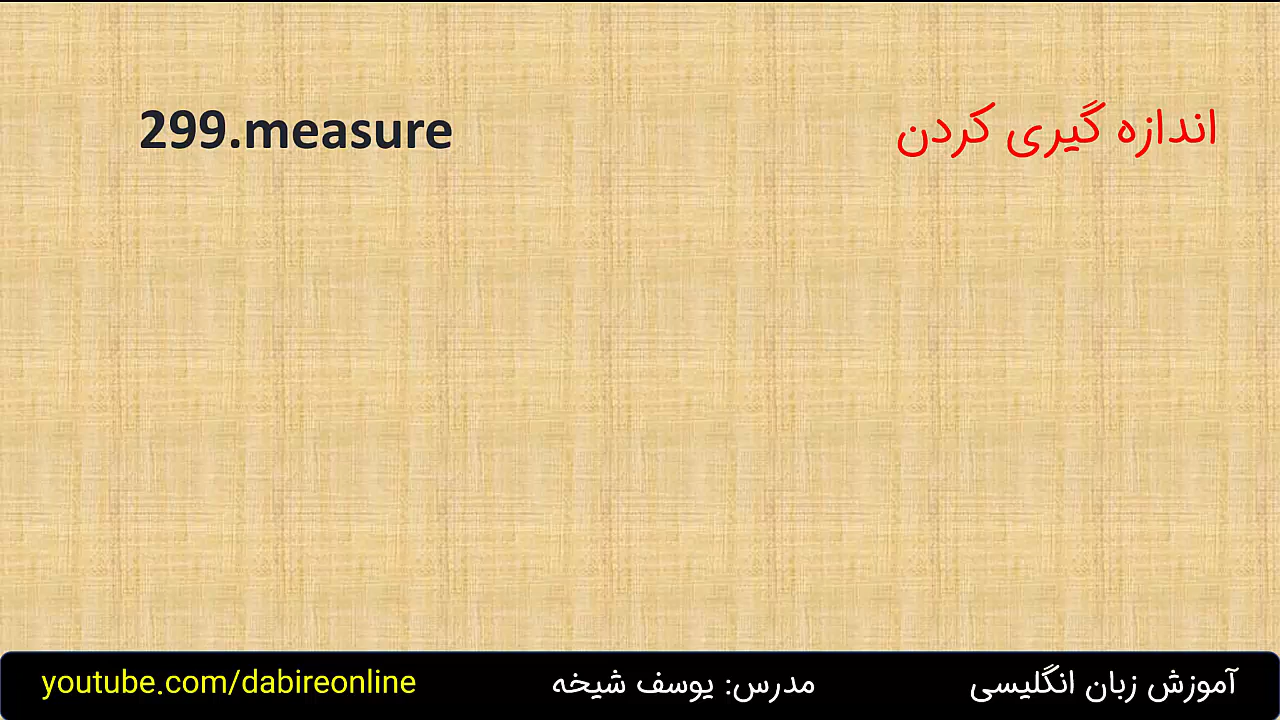 299.measure
اندازه گیری کردن
youtube.com/dabireonline
مدرس: یوسف شیخه
آموزش زبان انگلیسی